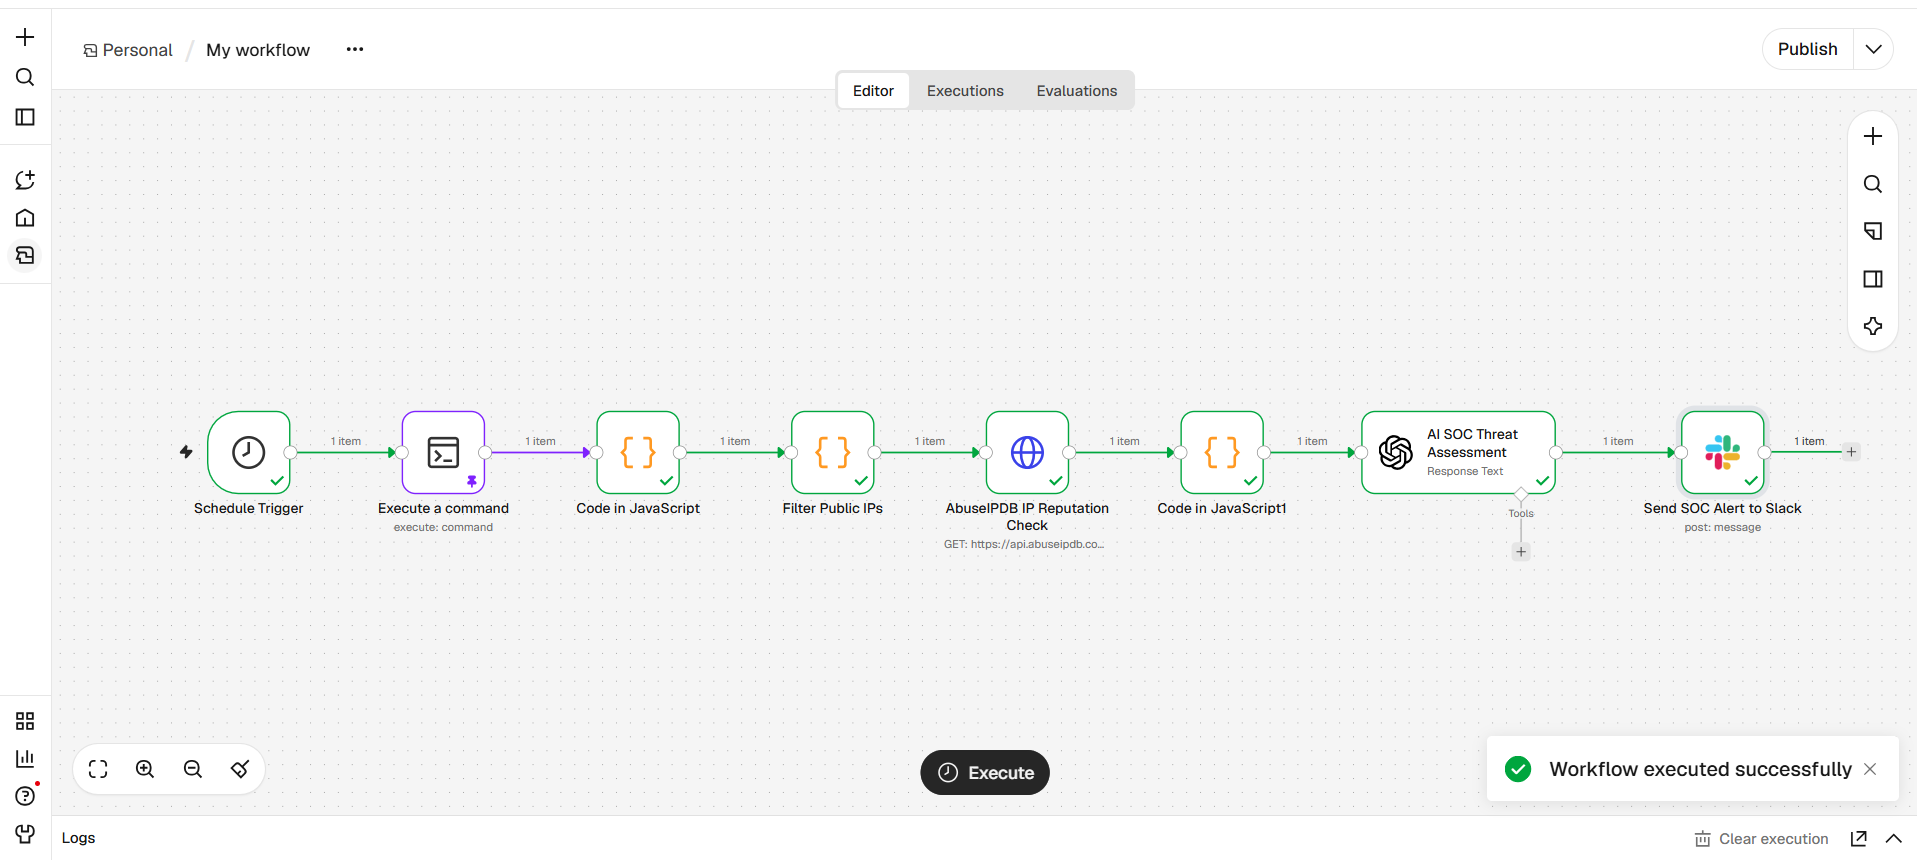 Personal / My workflow
Publish
Editor
Executions
Evaluations
1 item
1 item
1 item
1 item
1 item
1 item
1 item
1 item
Schedule Trigger
Execute a command
execute: command
Code in JavaScript
Filter Public IPs
AbuseIPDB IP Reputation
Check
GET: https://api.abuseipdb.co...
Code in JavaScript1
AI SOC Threat
Assessment
Response Text
Tools
Send SOC Alert to Slack
post: message
Execute
Workflow executed successfully
Logs
Clear execution